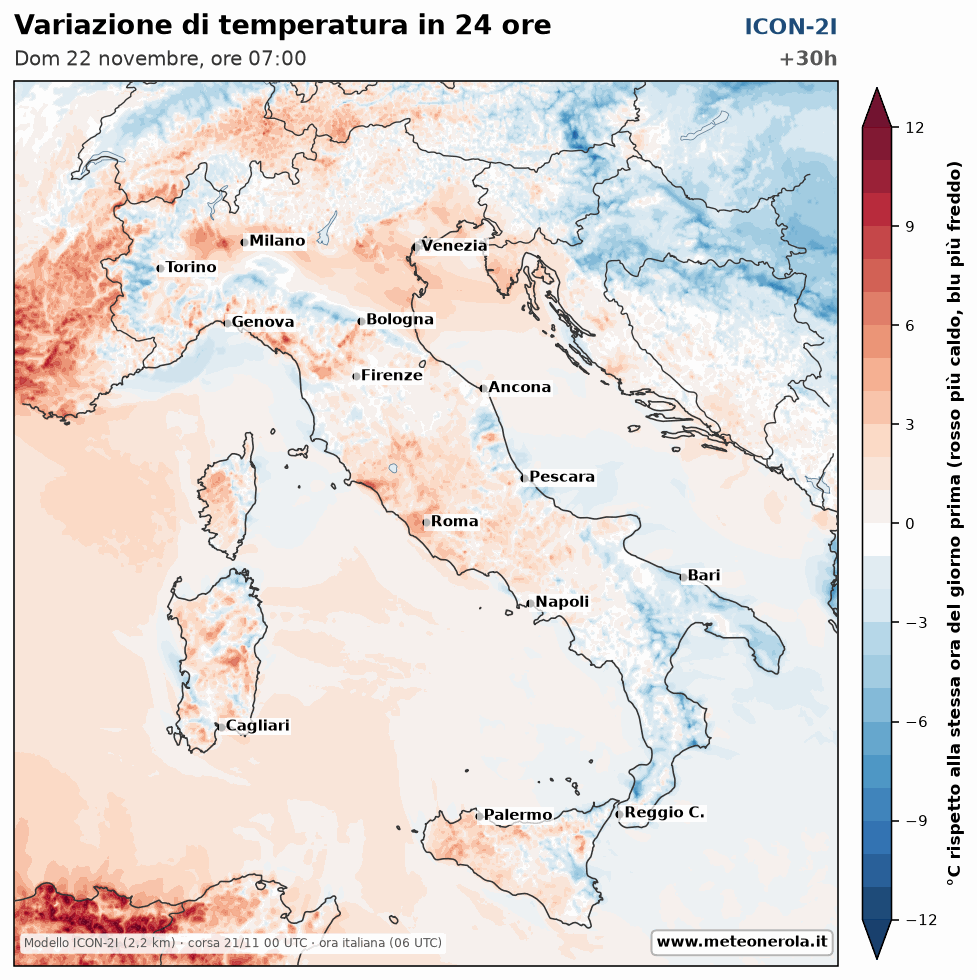 Variazione di temperatura in 24 ore
ICON-2I
Dom 22 novembre, ore 07:00
+30h
Milano
Venezia
Torino
Genova
Bologna
Firenze
Ancona
Pescara
Roma
Bari
Napoli
Cagliari
Palermo
Reggio C.
Modello ICON-2I (2,2 km) · corsa 21/11 00 UTC · ora italiana (06 UTC)
www.meteonerola.it
12
9
6
3
0
−3
−6
−9
−12
°C rispetto alla stessa ora del giorno prima (rosso più caldo, blu più freddo)